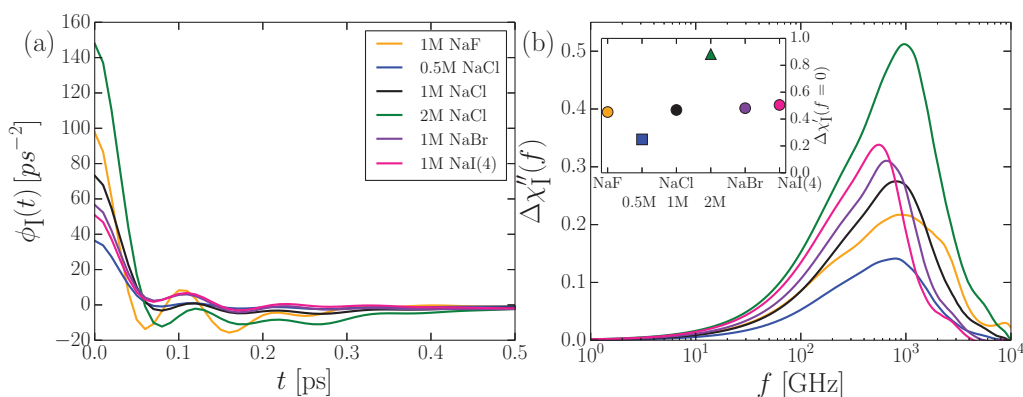 (a)
160
140
120
100
80
60
40
20
0
−20
ϕ_I(t) [ps⁻²]
0.0 0.1 0.2 0.3 0.4 0.5
t [ps]
1M NaF
0.5M NaCl
1M NaCl
2M NaCl
1M NaBr
1M NaI(4)
(b)
0.5
0.4
0.3
0.2
0.1
0.0
Δχ″_I(f)
10⁰ 10¹ 10² 10³ 10⁴
f [GHz]
1.0
0.8
0.6
0.4
0.2
0.0
Δχ_I(f = 0)
NaF NaCl NaBr NaI(4)
0.5M 1M 2M